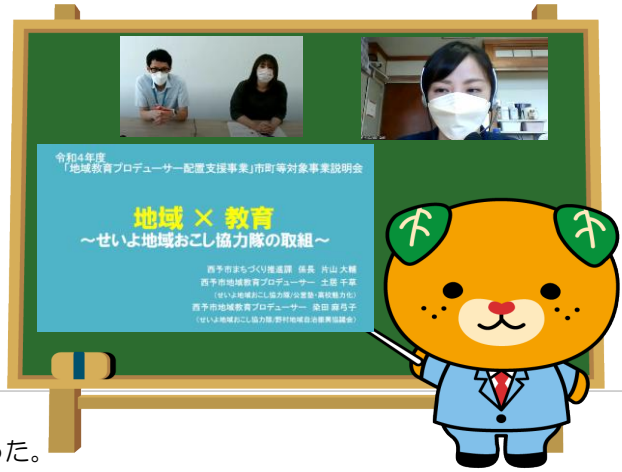 令和4年度
「地域教育プロデューサー配置支援事業」市町等対象事業説明会
地域 × 教育
～せいよ地域おこし協力隊の取組～
西予市まちづくり推進課 係長 片山 大輔
西予市地域教育プロデューサー 土居 千草
（せいよ地域おこし協力隊/公営塾・高校魅力化）
西予市地域教育プロデューサー 染田 麻弓子
（せいよ地域おこし協力隊/野村地域自治振興協議会）
った。